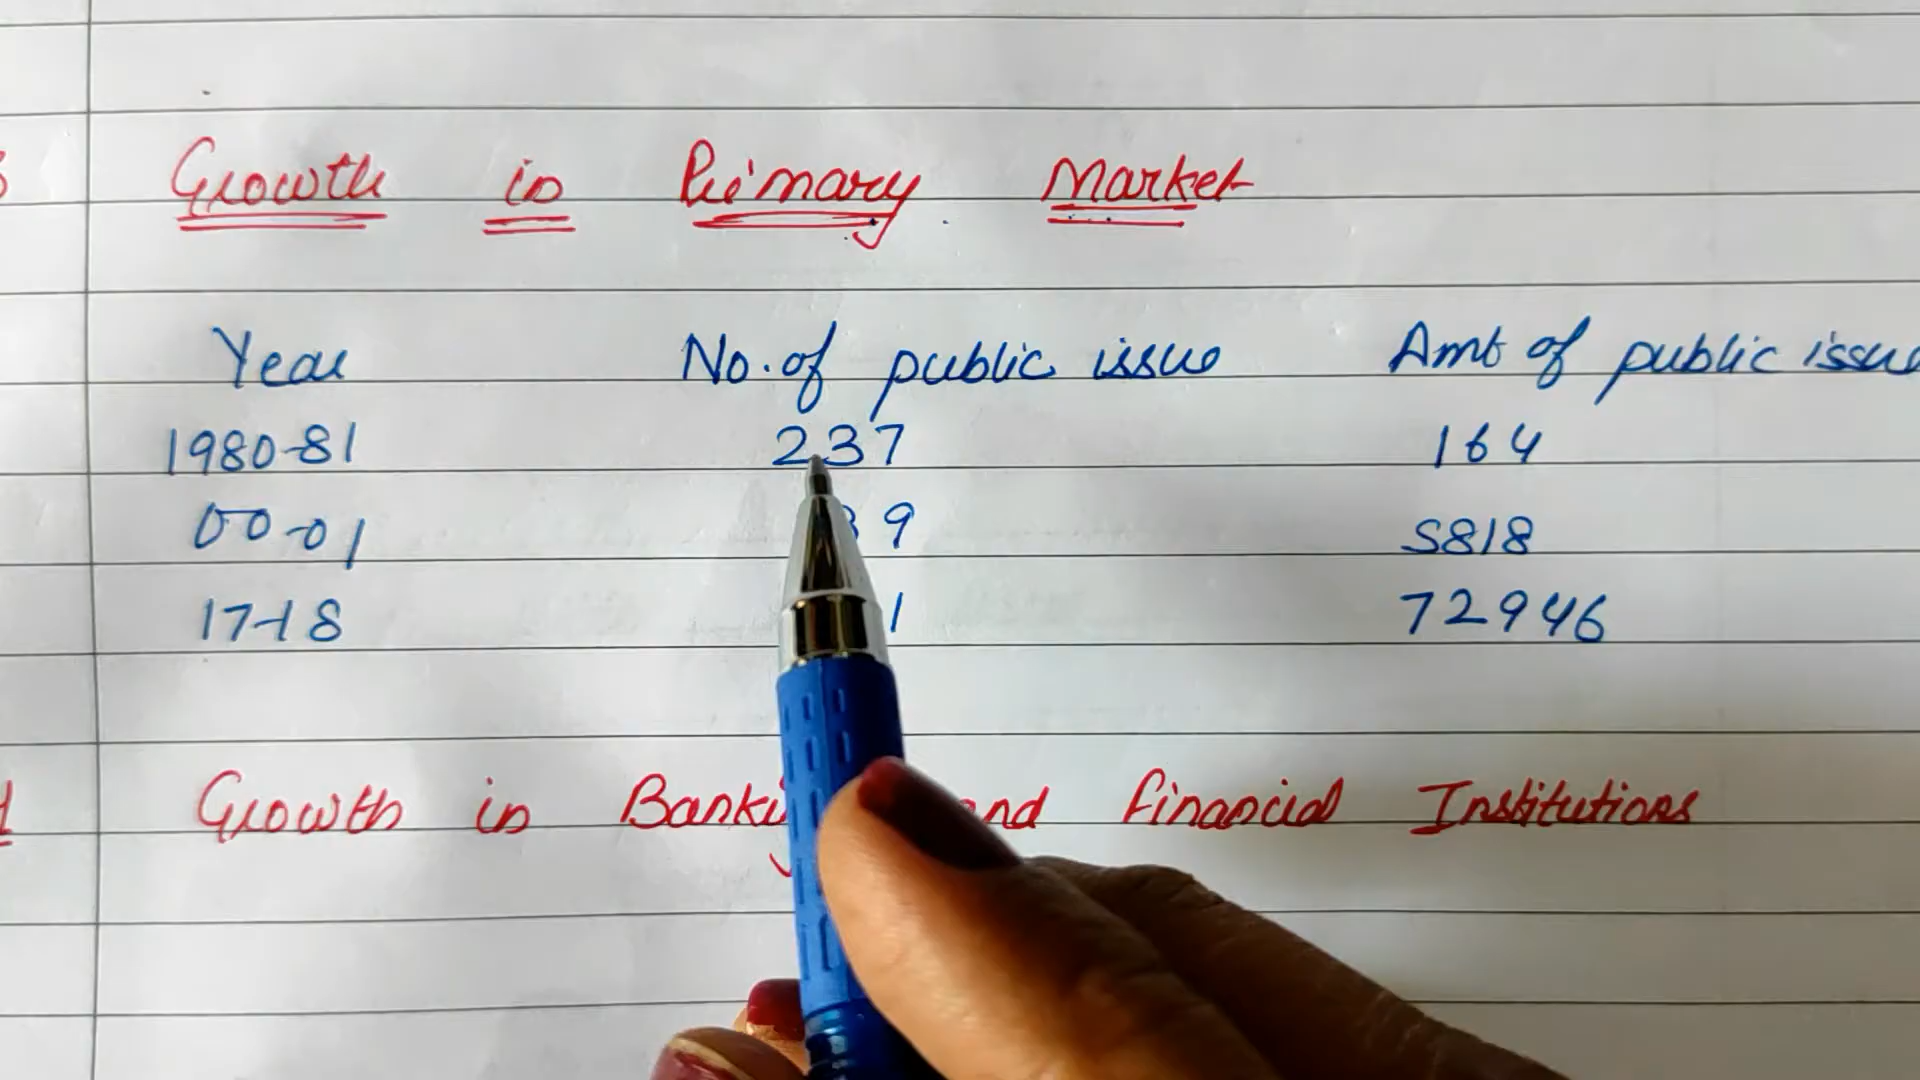 Growth in Primary Market
Year No. of public issue Amt of public issue
1980-81 237 164
00-01 5818
17-18 72946
Growth in and financial Institutions